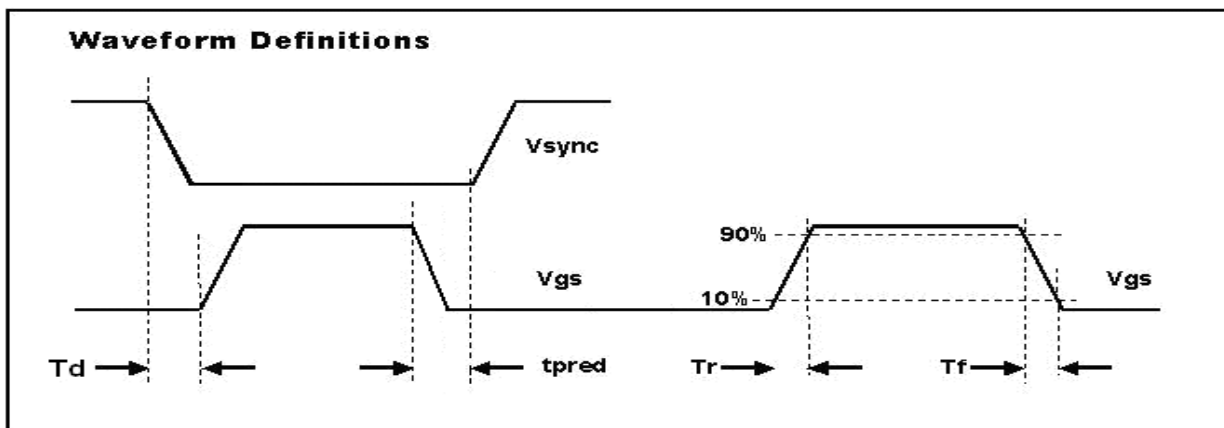 Waveform Definitions
Vsync
90%
Vgs
10%
Vgs
Td
tpred
Tr
Tf